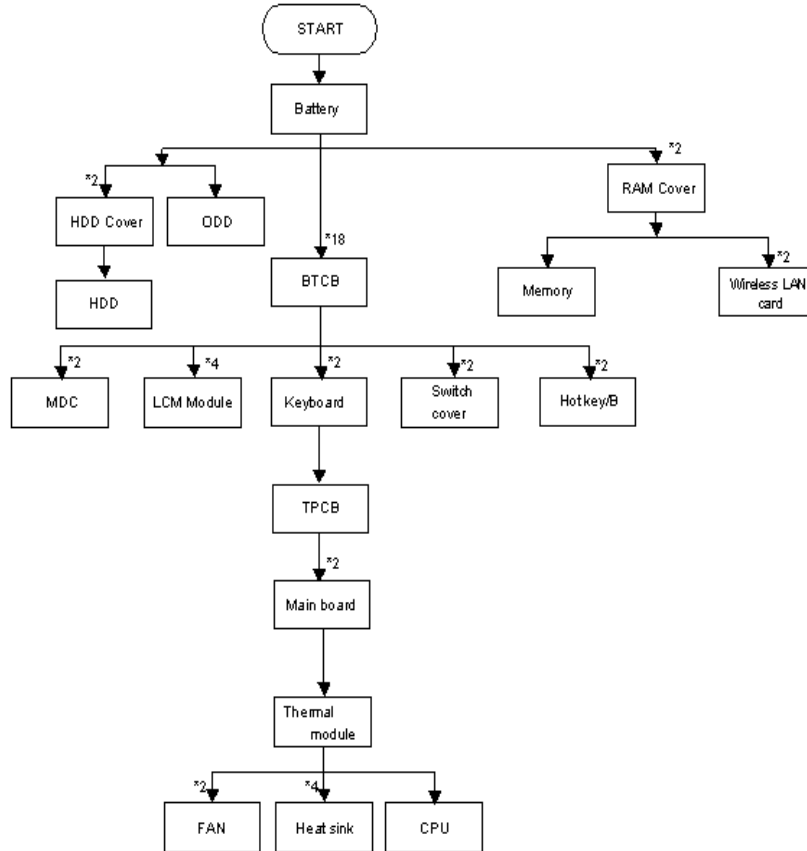 START
Battery
*2
*2
HDD Cover
ODD
RAM Cover
*18
*2
HDD
BTCB
Memory
Wireless LAN
card
*2
*4
*2
*2
*2
MDC
LCM Module
Keyboard
Switch
cover
Hotkey/B
TPCB
*2
Main board
Thermal
module
*2
*4
FAN
Heat sink
CPU